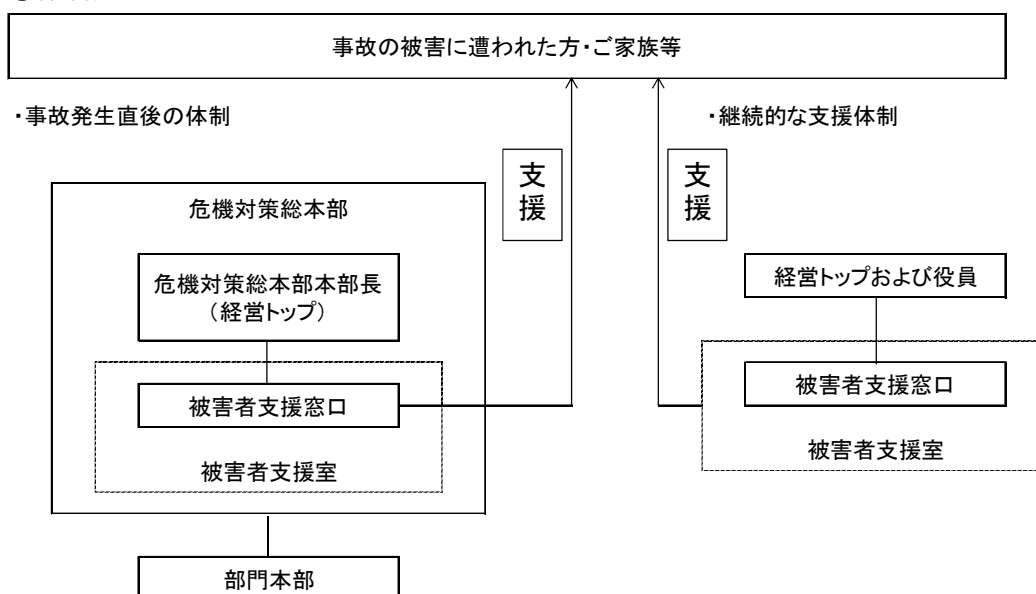 事故の被害に遭われた方・ご家族等
・事故発生直後の体制
・継続的な支援体制
支援
支援
危機対策総本部
危機対策総本部本部長
（経営トップ）
被害者支援窓口
被害者支援室
部門本部
経営トップおよび役員
被害者支援窓口
被害者支援室